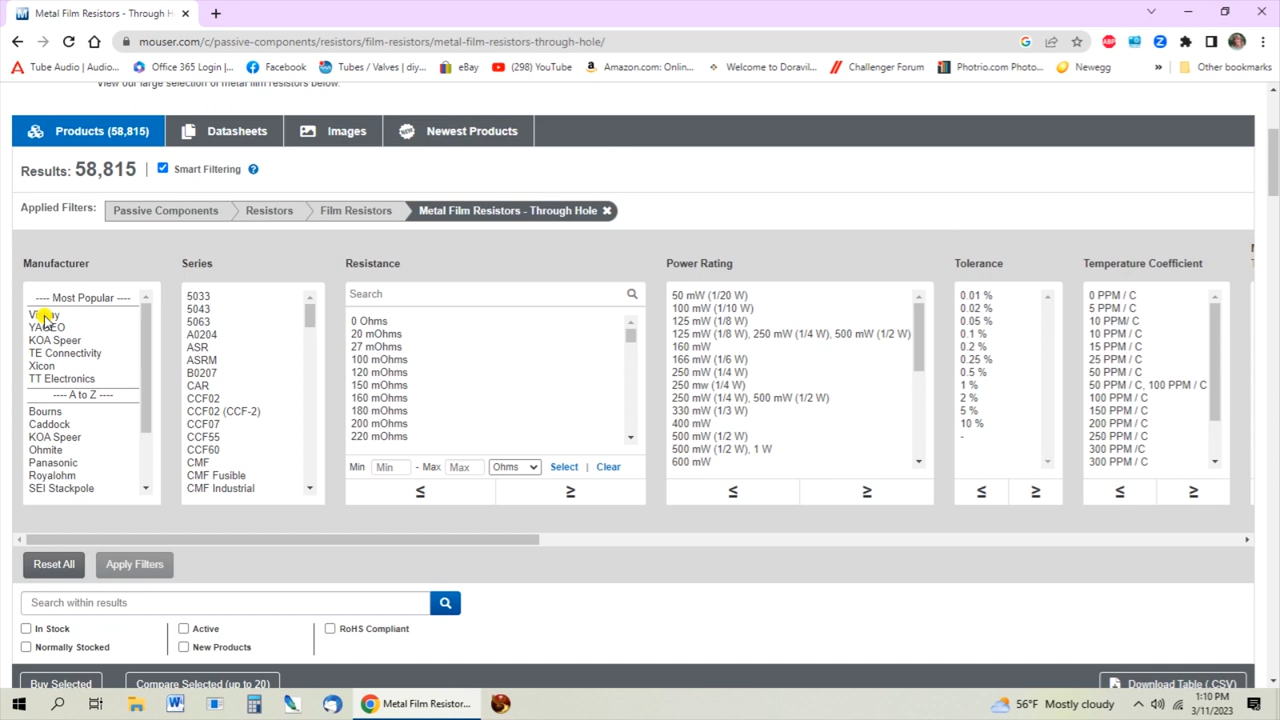 Metal Film Resistors - Through H
mouser.com/c/passive-components/resistors/film-resistors/metal-film-resistors-through-hole/
Tube Audio | Audio... Office 365 Login |... Facebook Tubes / Valves | diy... eBay (298) YouTube Amazon.com: Onlin... Welcome to Doravil... Challenger Forum Photrio.com Photo... Newegg » Other bookmarks
View our large selection of metal film resistors below.
Products (58,815) Datasheets Images Newest Products
Results: 58,815 | Smart Filtering ?
Applied Filters: Passive Components Resistors Film Resistors Metal Film Resistors - Through Hole ✖
Manufacturer Series Resistance Power Rating Tolerance Temperature Coefficient
---- Most Popular ----
Vishay
YAGEO
KOA Speer
TE Connectivity
Xicon
TT Electronics
---- A to Z ----
Bourns
Caddock
KOA Speer
Ohmite
Panasonic
Royalohm
SEI Stackpole
5033
5043
5063
A0204
ASR
ASRM
B0207
CAR
CCF02
CCF02 (CCF-2)
CCF07
CCF55
CCF60
CMF
CMF Fusible
CMF Industrial
Search
0 Ohms
20 mOhms
27 mOhms
100 mOhms
120 mOhms
150 mOhms
160 mOhms
180 mOhms
200 mOhms
220 mOhms
Min Min - Max Max Ohms Select | Clear
≤ ≥
50 mW (1/20 W)
100 mW (1/10 W)
125 mW (1/8 W)
125 mW (1/8 W), 250 mW (1/4 W), 500 mW (1/2 W)
160 mW
166 mW (1/6 W)
250 mW (1/4 W)
250 mw (1/4 W)
250 mW (1/4 W), 500 mW (1/2 W)
330 mW (1/3 W)
400 mW
500 mW (1/2 W)
500 mW (1/2 W), 1 W
600 mW
≤ ≥
0.01 %
0.02 %
0.05 %
0.1 %
0.2 %
0.25 %
0.5 %
1 %
2 %
5 %
10 %
-
≤ ≥
0 PPM / C
5 PPM / C
10 PPM/ C
10 PPM / C
15 PPM / C
25 PPM / C
50 PPM / C
50 PPM / C, 100 PPM / C
100 PPM / C
150 PPM / C
200 PPM / C
250 PPM / C
300 PPM /C
300 PPM / C
≤ ≥
Reset All Apply Filters
Search within results
In Stock Active RoHS Compliant
Normally Stocked New Products
Buy Selected Compare Selected (up to 20) Download Table (.CSV)
Metal Film Resistor... 56°F Mostly cloudy 1:10 PM
3/11/2023